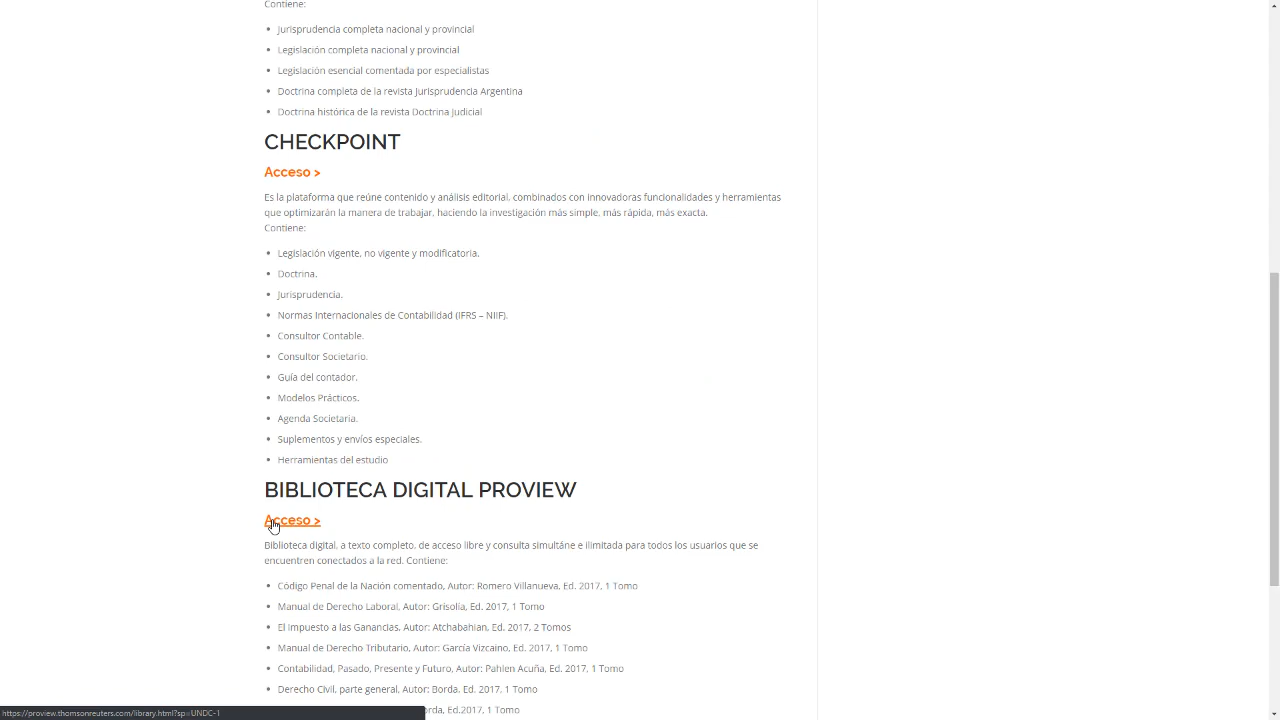 Contiene:
Jurisprudencia completa nacional y provincial
Legislación completa nacional y provincial
Legislación esencial comentada por especialistas
Doctrina completa de la revista Jurisprudencia Argentina
Doctrina histórica de la revista Doctrina Judicial
CHECKPOINT
Acceso >
Es la plataforma que reúne contenido y análisis editorial, combinados con innovadoras funcionalidades y herramientas
que optimizarán la manera de trabajar, haciendo la investigación más simple, más rápida, más exacta.
Contiene:
Legislación vigente, no vigente y modificatoria.
Doctrina.
Jurisprudencia.
Normas Internacionales de Contabilidad (IFRS – NIIF).
Consultor Contable.
Consultor Societario.
Guía del contador.
Modelos Prácticos.
Agenda Societaria.
Suplementos y envíos especiales.
Herramientas del estudio
BIBLIOTECA DIGITAL PROVIEW
Acceso >
Biblioteca digital, a texto completo, de acceso libre y consulta simultáne e ilimitada para todos los usuarios que se
encuentren conectados a la red. Contiene:
Código Penal de la Nación comentado, Autor: Romero Villanueva, Ed. 2017, 1 Tomo
Manual de Derecho Laboral, Autor: Grisolia, Ed. 2017, 1 Tomo
El Impuesto a las Ganancias, Autor: Atchabahian, Ed. 2017, 2 Tomos
Manual de Derecho Tributario, Autor: García Vizcaino, Ed. 2017, 1 Tomo
Contabilidad, Pasado, Presente y Futuro, Autor: Pahlen Acuña, Ed. 2017, 1 Tomo
Derecho Civil, parte general, Autor: Borda, Ed. 2017, 1 Tomo
Ed.2017, 1 Tomo
https://proview.thomsonreuters.com/library.html?sp=UNDC-1